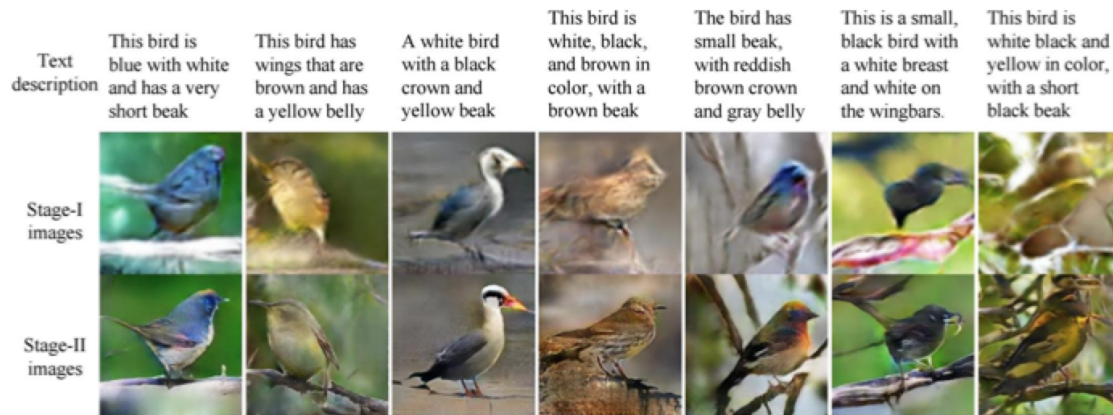 Text
description
This bird is
blue with white
and has a very
short beak
This bird has
wings that are
brown and has
a yellow belly
A white bird
with a black
crown and
yellow beak
This bird is
white, black,
and brown in
color, with a
brown beak
The bird has
small beak,
with reddish
brown crown
and gray belly
This is a small,
black bird with
a white breast
and white on
the wingbars.
This bird is
white black and
yellow in color,
with a short
black beak
Stage-I
images
Stage-II
images